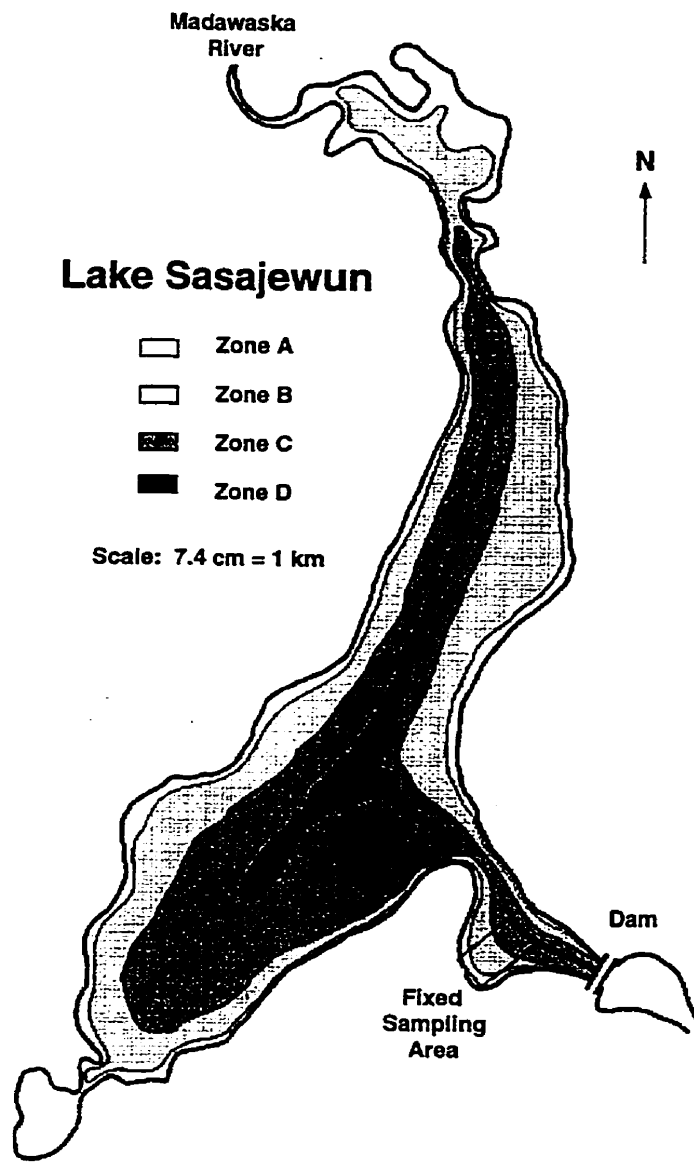 Madawaska
River
N
Lake Sasajewun
Zone A
Zone B
Zone C
Zone D
Scale: 7.4 cm = 1 km
Dam
Fixed
Sampling
Area